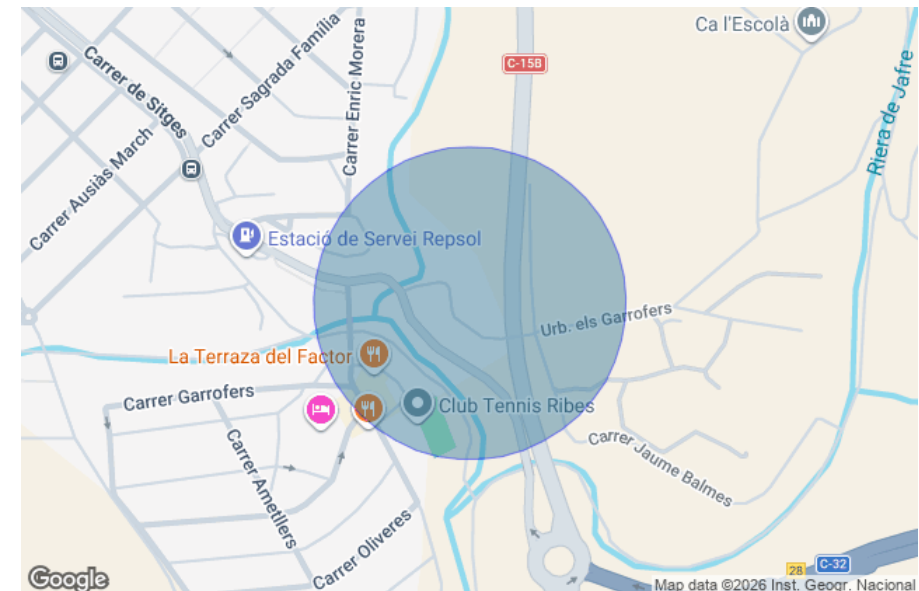 Ca l'Escolà
C-15B
Carrer de Sitges
Carrer Sagrada Família
Carrer Enric Morera
Riera de Jafre
Carrer Ausiàs March
Estació de Servei Repsol
Urb. els Garrofers
La Terraza del Factor
Carrer Garrofers
Club Tennis Ribes
Carrer Ametllers
Carrer Jaume Balmes
Carrer Oliveres
28
C-32
Google
Map data ©2026 Inst. Geogr. Nacional